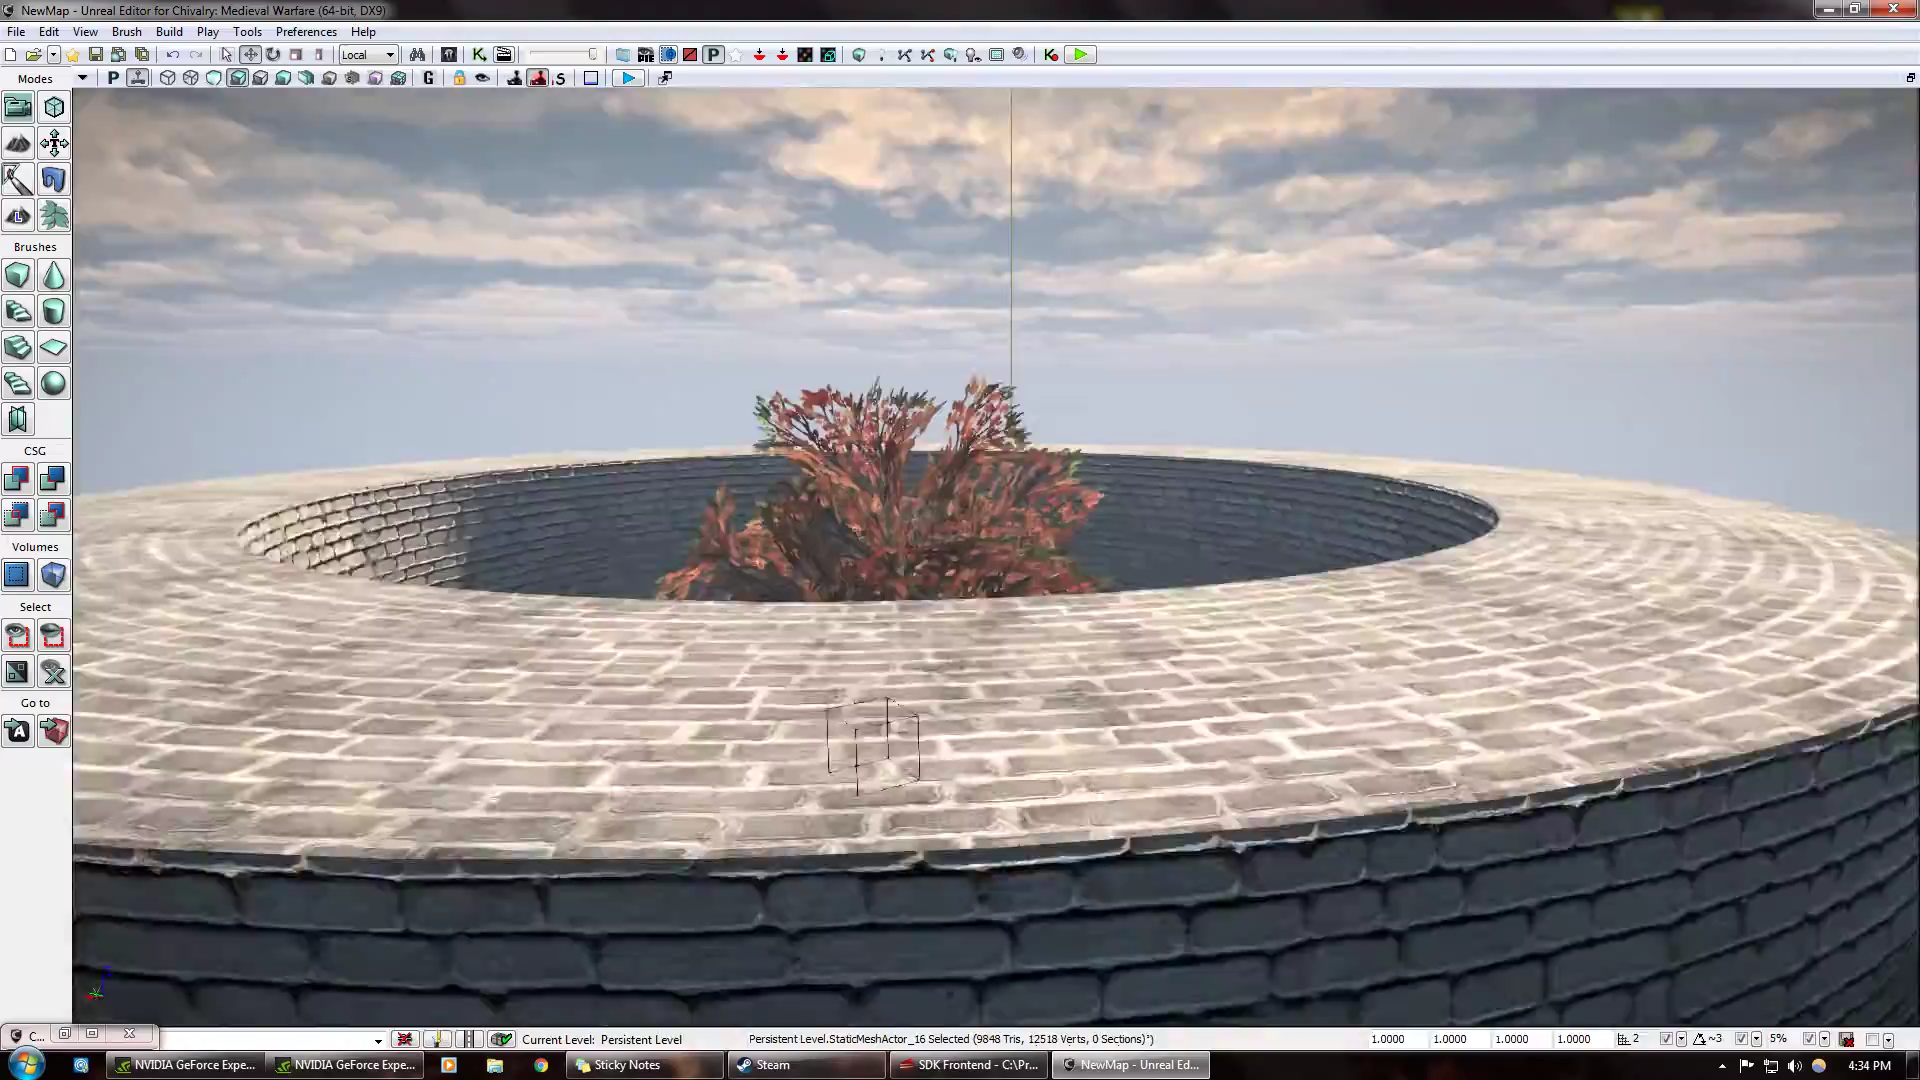 NewMap - Unreal Editor for Chivalry: Medieval Warfare (64-bit, DX9)
File Edit View Brush Build Play Tools Preferences Help
Local
Modes
P
G
S
L
Brushes
CSG
Volumes
Select
Go to
A
C...
Current Level: Persistent Level
Persistent Level.StaticMeshActor_16 Selected (9848 Tris, 12518 Verts, 0 Sections)*)
1.0000 1.0000 1.0000 1.0000 2 ~3 5%
NVIDIA GeForce Expe... NVIDIA GeForce Expe... Sticky Notes Steam SDK Frontend - C:\Pr... NewMap - Unreal Ed... 4:34 PM